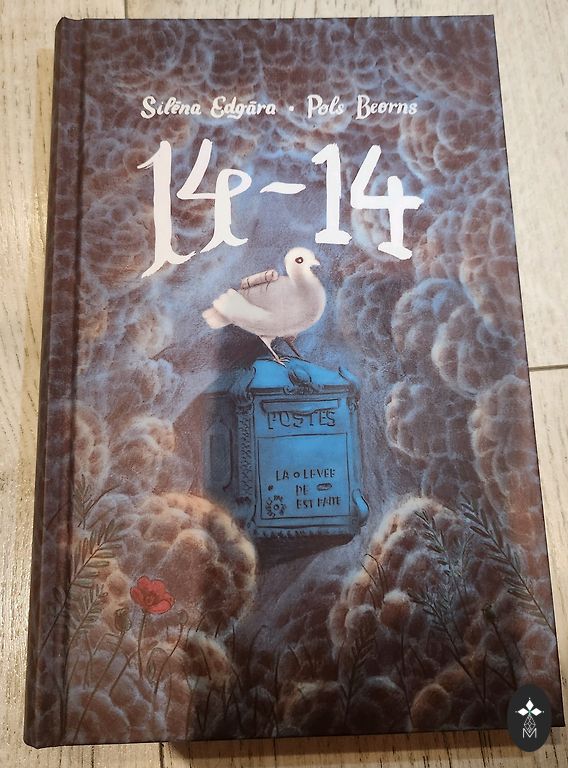 Silēna Edgāra • Pols Beorns
14-14
POSTES
LA LEVEE
DE
EST FAITE